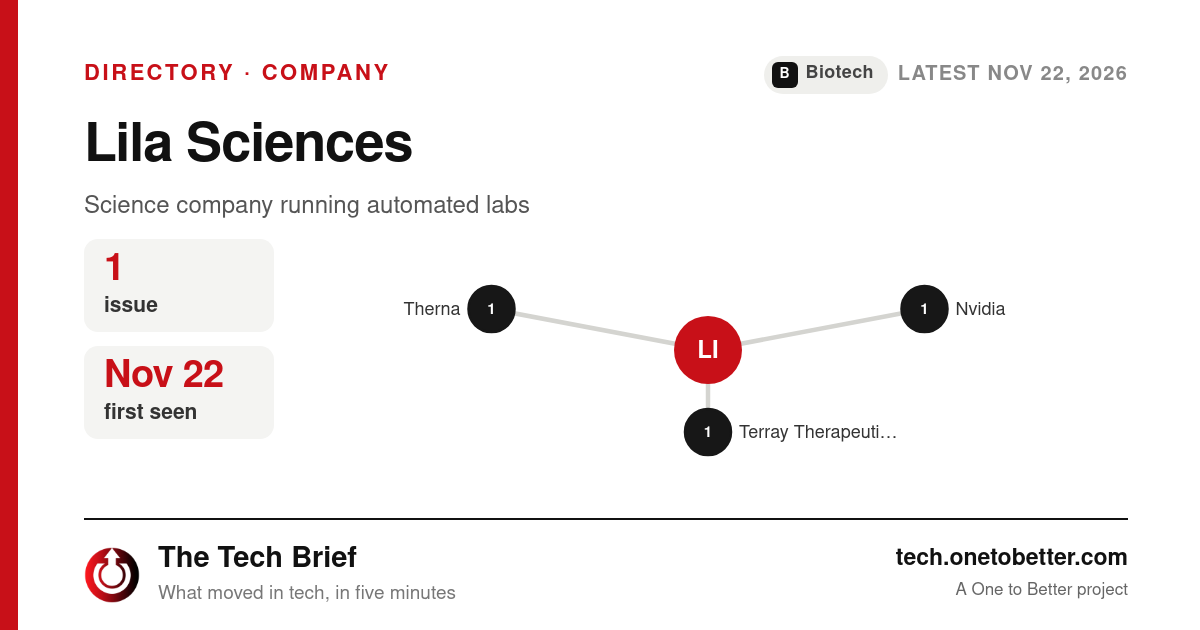 DIRECTORY · COMPANY
B Biotech LATEST NOV 22, 2026
Lila Sciences
Science company running automated labs
1
issue
Nov 22
first seen
Therna 1
1 Nvidia
LI
1 Terray Therapeuti…
The Tech Brief
What moved in tech, in five minutes
tech.onetobetter.com
A One to Better project